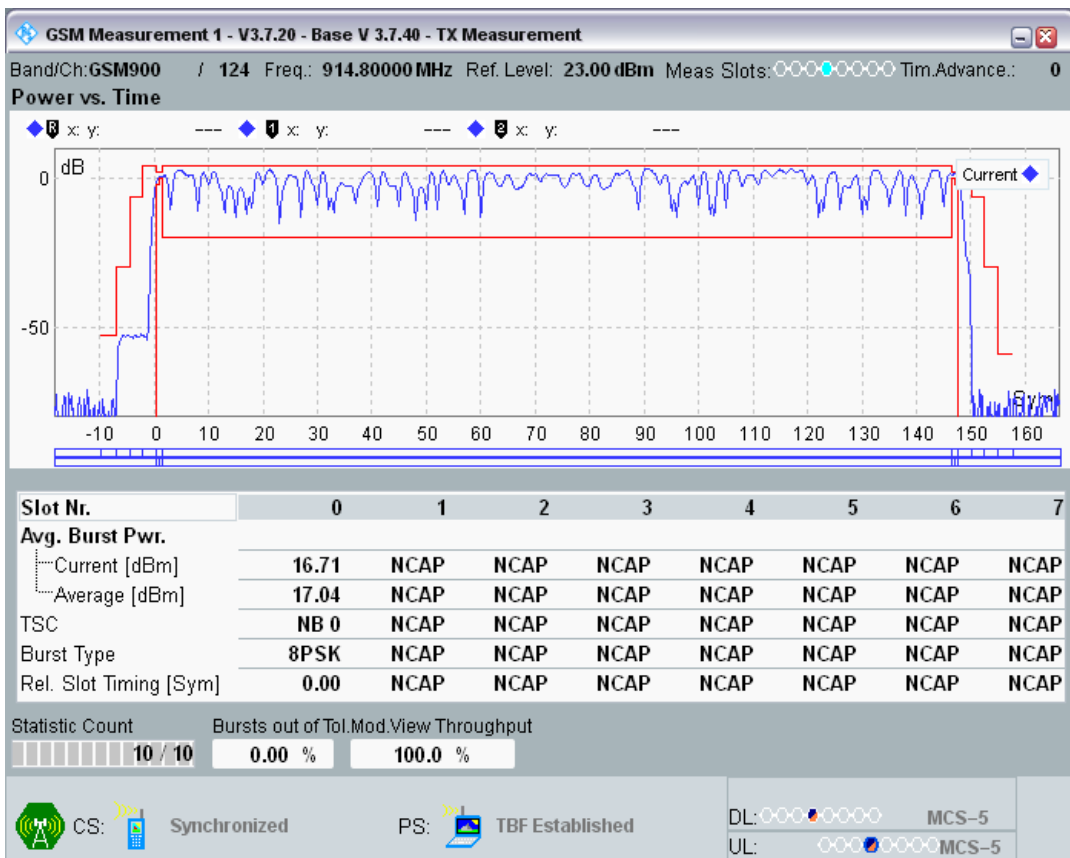 GSM Measurement 1 - V3.7.20 - Base V 3.7.40 - TX Measurement
Band/Ch:GSM900 / 124 Freq.: 914.80000 MHz Ref. Level: 23.00 dBm Meas Slots: Tim.Advance.: 0
Power vs. Time
R x: y: --- 1 x: y: --- 2 x: y: ---
dB
Current
0
-50
Sym
-10 0 10 20 30 40 50 60 70 80 90 100 110 120 130 140 150 160
Slot Nr. 0 1 2 3 4 5 6 7
Avg. Burst Pwr.
Current [dBm] 16.71 NCAP NCAP NCAP NCAP NCAP NCAP NCAP
Average [dBm] 17.04 NCAP NCAP NCAP NCAP NCAP NCAP NCAP
TSC NB 0 NCAP NCAP NCAP NCAP NCAP NCAP NCAP
Burst Type 8PSK NCAP NCAP NCAP NCAP NCAP NCAP NCAP
Rel. Slot Timing [Sym] 0.00 NCAP NCAP NCAP NCAP NCAP NCAP NCAP
Statistic Count Bursts out of Tol.Mod.View Throughput
10 / 10 0.00 % 100.0 %
CS: Synchronized PS: TBF Established
DL: MCS-5
UL: MCS-5